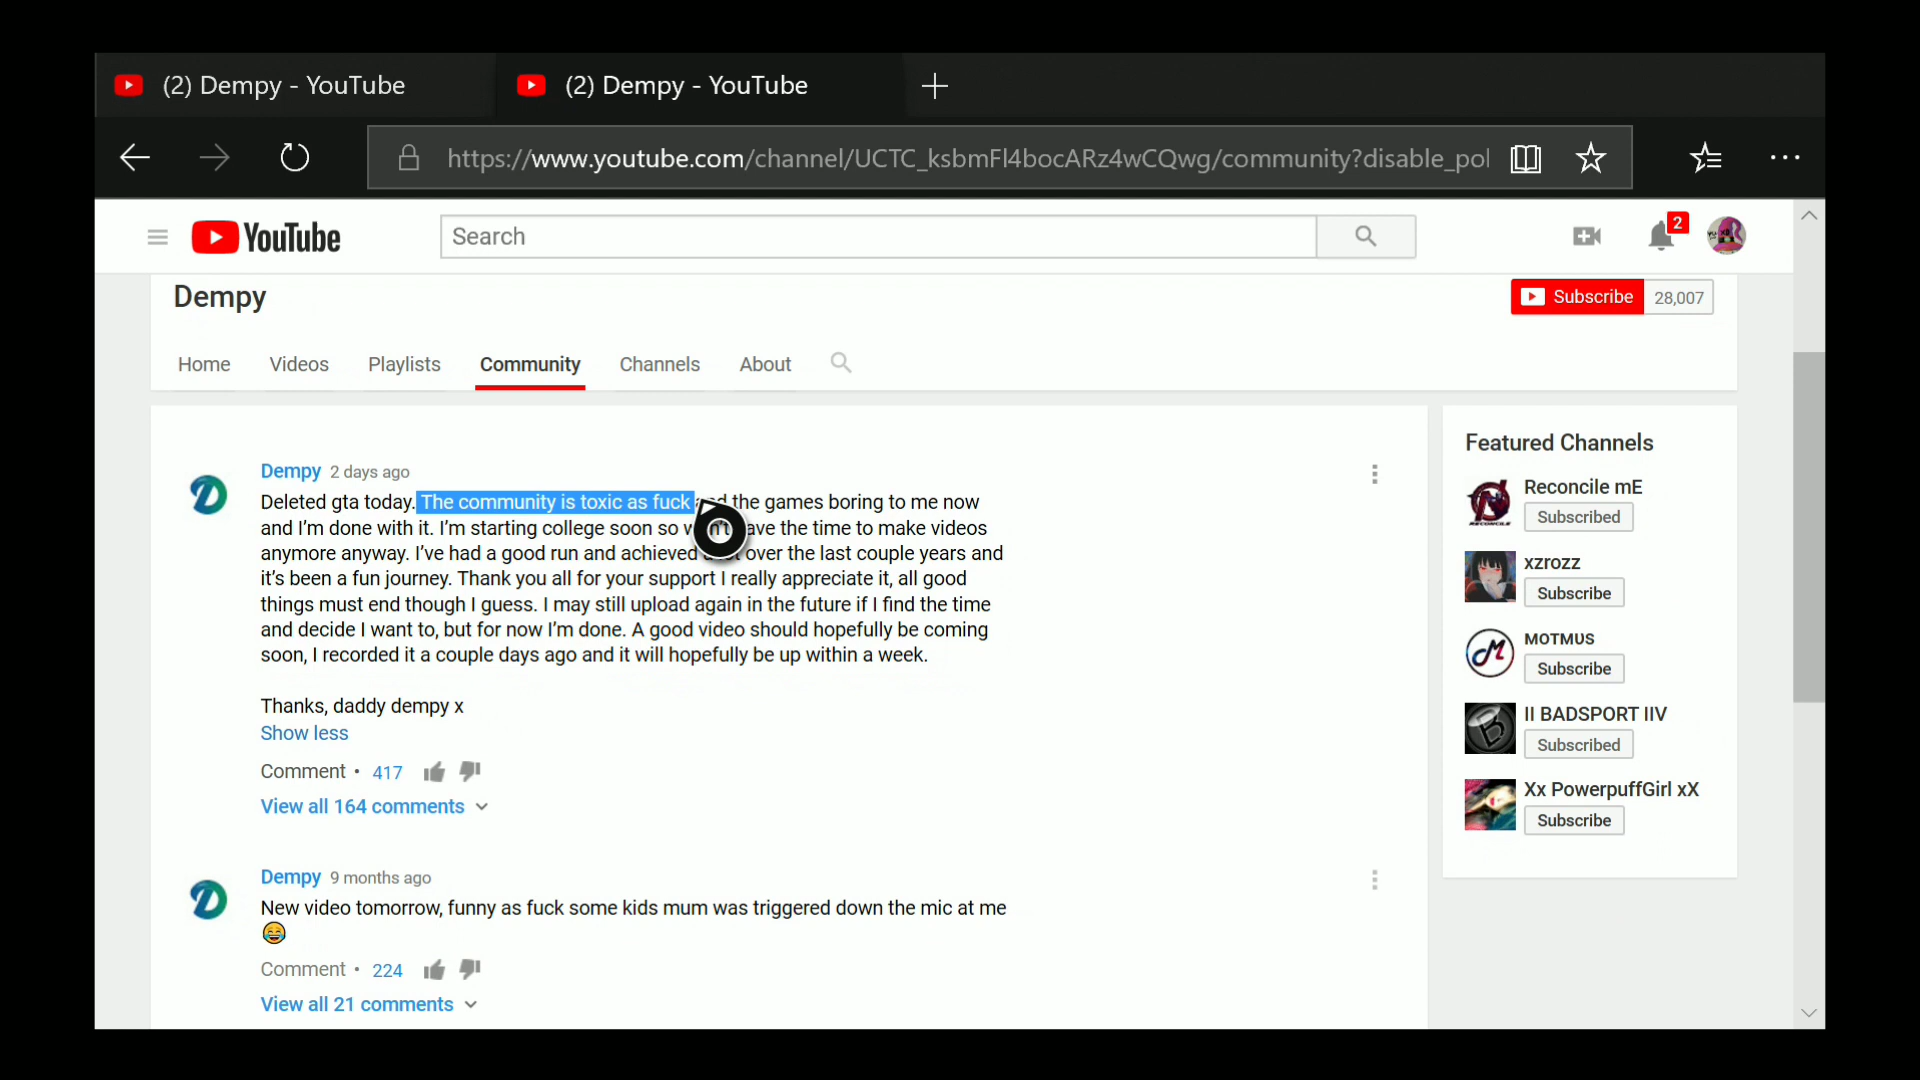 (2) Dempy - YouTube
(2) Dempy - YouTube
https://www.youtube.com/channel/UCTC_ksbmFl4bocARz4wCQwg/community?disable_pol
YouTube
Search
2
Dempy
Subscribe 28,007
Home Videos Playlists Community Channels About
Dempy 2 days ago
Deleted gta today. The community is toxic as fuck the games boring to me now
and I'm done with it. I'm starting college soon so the time to make videos
anymore anyway. I've had a good run and achieved over the last couple years and
it's been a fun journey. Thank you all for your support I really appreciate it, all good
things must end though I guess. I may still upload again in the future if I find the time
and decide I want to, but for now I'm done. A good video should hopefully be coming
soon, I recorded it a couple days ago and it will hopefully be up within a week.
Thanks, daddy dempy x
Show less
Comment • 417
View all 164 comments
Dempy 9 months ago
New video tomorrow, funny as fuck some kids mum was triggered down the mic at me
😂
Comment • 224
View all 21 comments
Featured Channels
RECONCILE
Reconcile mE
Subscribed
xzrozz
Subscribe
MOTMUS
Subscribe
II BADSPORT IIV
Subscribed
Xx PowerpuffGirl xX
Subscribe